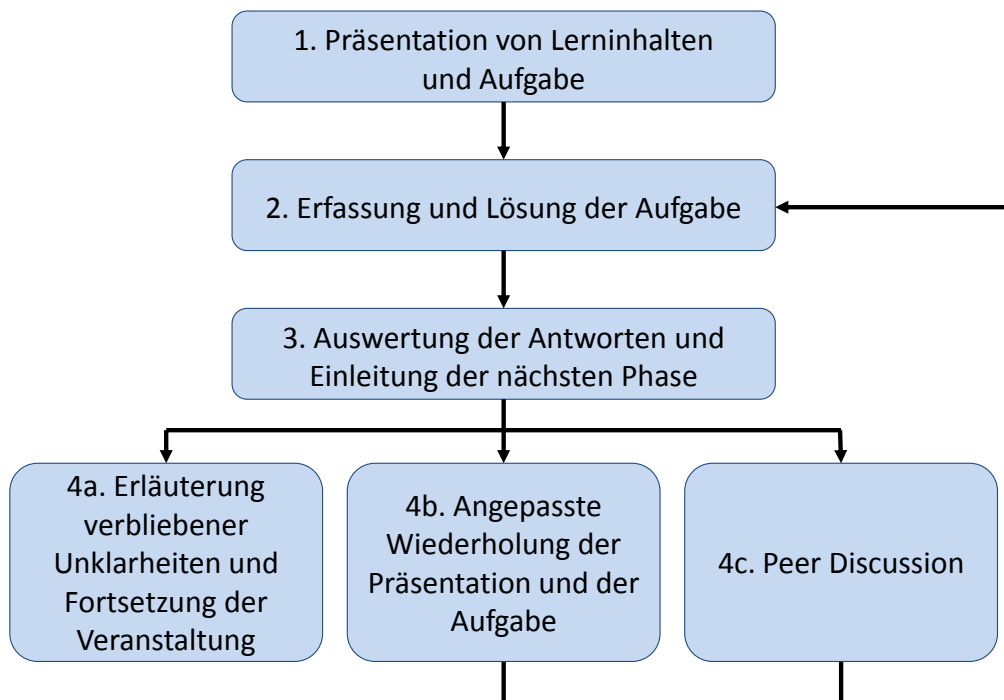 1. Präsentation von Lerninhalten
und Aufgabe
2. Erfassung und Lösung der Aufgabe
3. Auswertung der Antworten und
Einleitung der nächsten Phase
4a. Erläuterung
verbliebener
Unklarheiten und
Fortsetzung der
Veranstaltung
4b. Angepasste
Wiederholung der
Präsentation und der
Aufgabe
4c. Peer Discussion